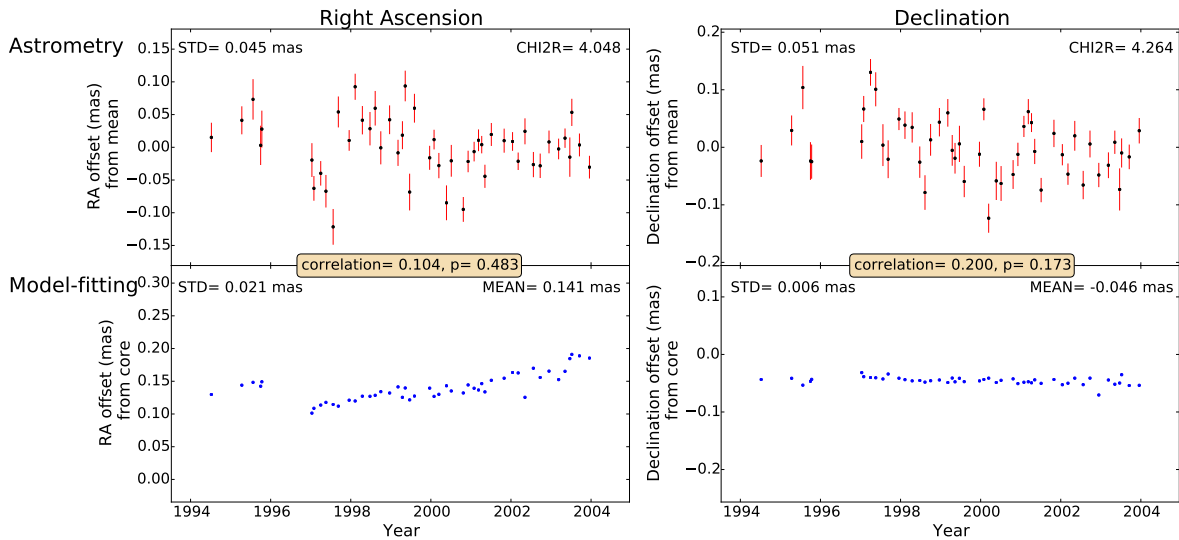 Right Ascension
Declination
Astrometry
STD= 0.045 mas
CHI2R= 4.048
0.15
0.10
0.05
0.00
−0.05
−0.10
−0.15
RA offset (mas)
from mean
STD= 0.051 mas
CHI2R= 4.264
0.2
0.1
0.0
−0.1
−0.2
Declination offset (mas)
from mean
correlation= 0.104, p= 0.483
correlation= 0.200, p= 0.173
Model-fitting
STD= 0.021 mas
MEAN= 0.141 mas
0.30
0.25
0.20
0.15
0.10
0.05
0.00
RA offset (mas)
from core
1994 1996 1998 2000 2002 2004
Year
STD= 0.006 mas
MEAN= -0.046 mas
0.1
0.0
−0.1
−0.2
Declination offset (mas)
from core
1994 1996 1998 2000 2002 2004
Year